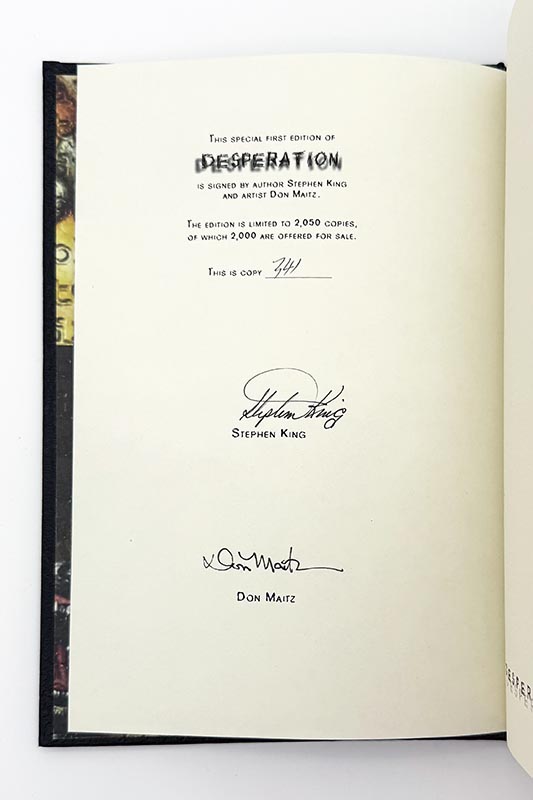 This special first edition of
DESPERATION
is signed by author Stephen King
and artist Don Maitz.
The edition is limited to 2,050 copies,
of which 2,000 are offered for sale.
This is copy 341
Stephen King
Stephen King
Don Maitz
Don Maitz
DESPER